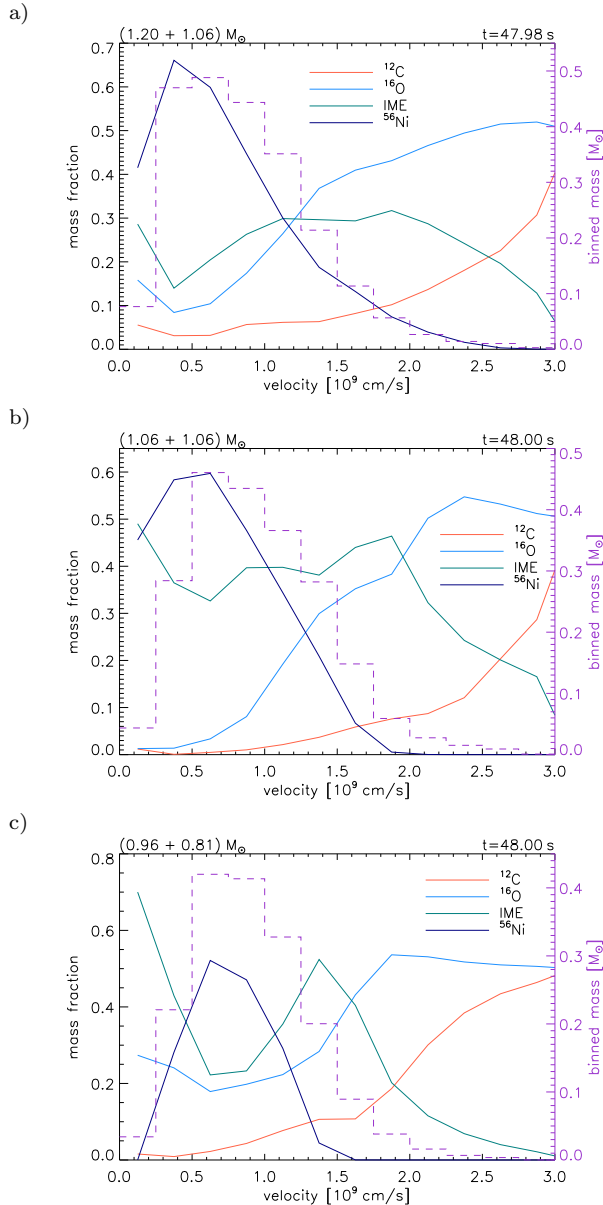 a)
(1.20 + 1.06) M☉ t=47.98 s
0.7
0.6
0.5
0.4
0.3
0.2
0.1
0.0
mass fraction
¹²C
¹⁶O
IME
⁵⁶Ni
0.5
0.4
0.3
0.2
0.1
0.0
binned mass [M☉]
0.0 0.5 1.0 1.5 2.0 2.5 3.0
velocity [10⁹ cm/s]
b)
(1.06 + 1.06) M☉ t=48.00 s
0.6
0.5
0.4
0.3
0.2
0.1
0.0
mass fraction
¹²C
¹⁶O
IME
⁵⁶Ni
0.5
0.4
0.3
0.2
0.1
0.0
binned mass [M☉]
0.0 0.5 1.0 1.5 2.0 2.5 3.0
velocity [10⁹ cm/s]
c)
(0.96 + 0.81) M☉ t=48.00 s
0.8
0.6
0.4
0.2
0.0
mass fraction
¹²C
¹⁶O
IME
⁵⁶Ni
0.4
0.3
0.2
0.1
0.0
binned mass [M☉]
0.0 0.5 1.0 1.5 2.0 2.5 3.0
velocity [10⁹ cm/s]